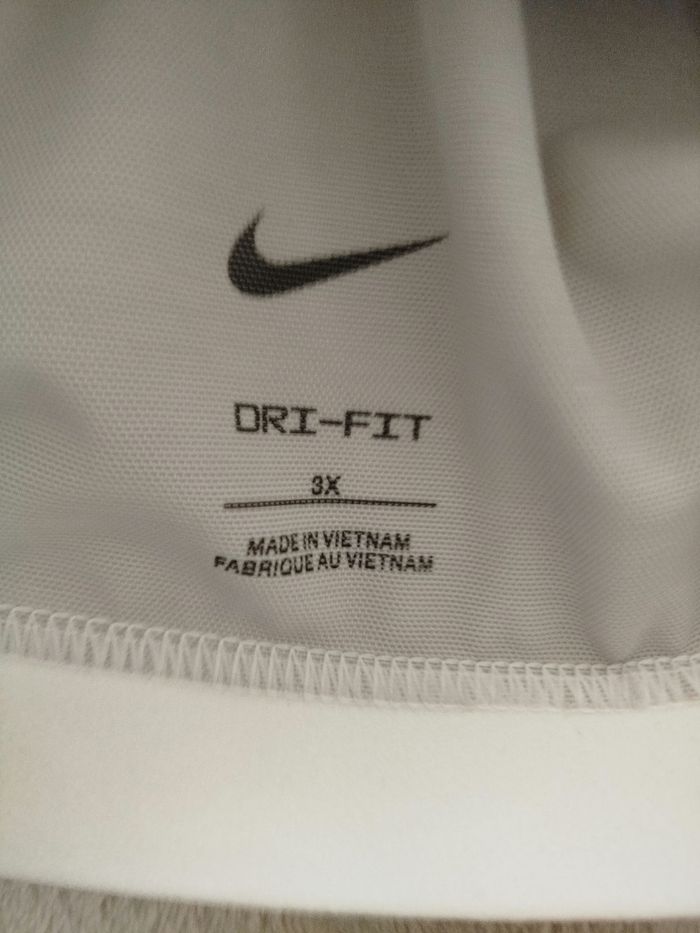 DRI-FIT
3X
MADE IN VIETNAM
FABRIQUE AU VIETNAM